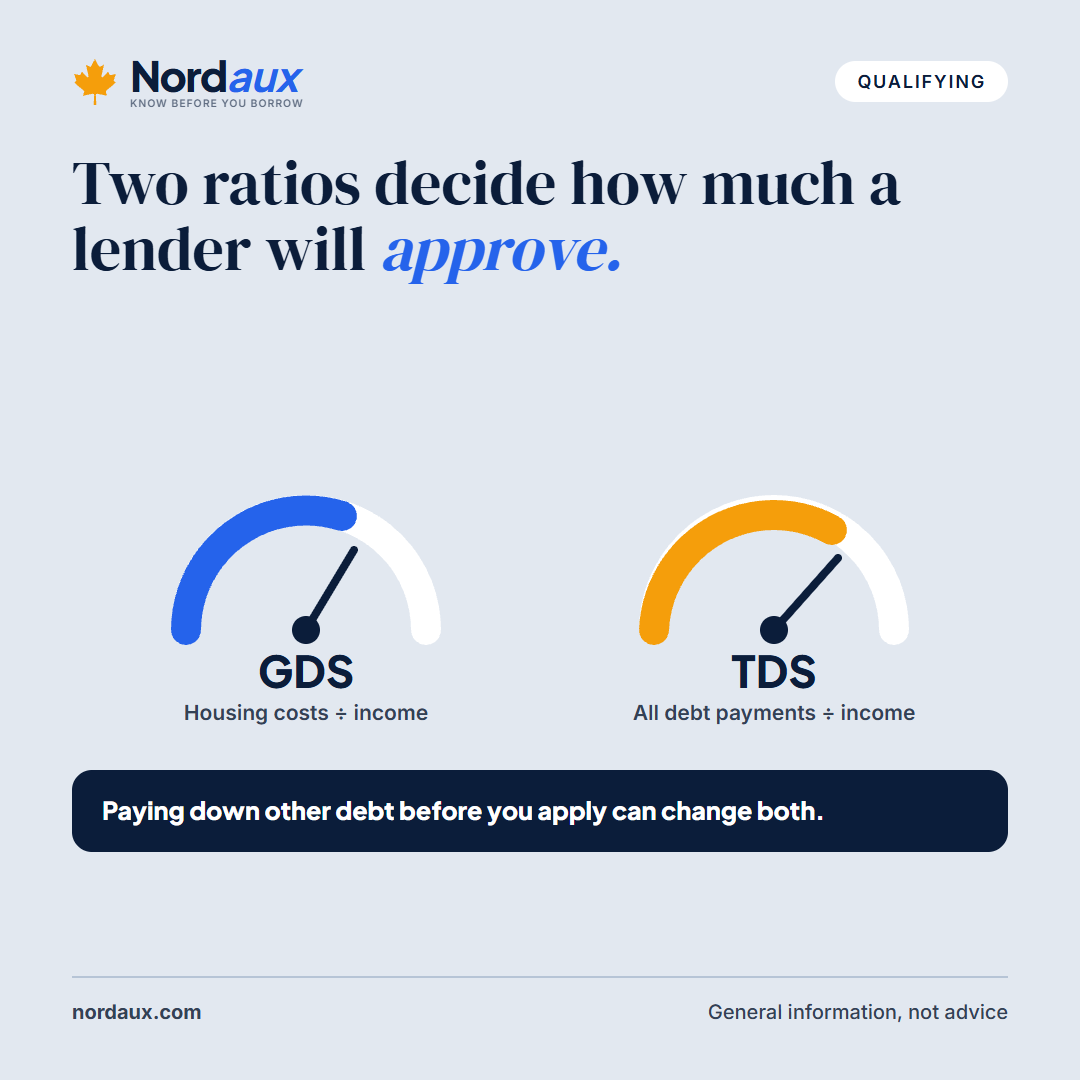 Nordaux
KNOW BEFORE YOU BORROW
QUALIFYING
Two ratios decide how much a
lender will approve.
GDS
Housing costs ÷ income
TDS
All debt payments ÷ income
Paying down other debt before you apply can change both.
nordaux.com
General information, not advice